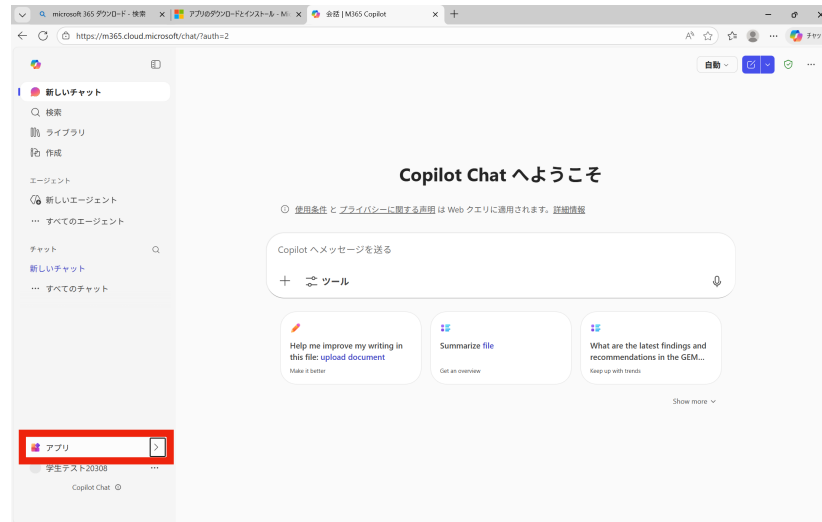 microsoft 365 ダウンロード - 検索
アプリのダウンロードとインストール - Mi
会話 | M365 Copilot
https://m365.cloud.microsoft/chat/?auth=2
チャッ
自動
新しいチャット
検索
ライブラリ
作成
エージェント
新しいエージェント
すべてのエージェント
チャット
新しいチャット
すべてのチャット
Copilot Chat へようこそ
使用条件 と プライバシーに関する声明 は Web クエリに適用されます。詳細情報
Copilot へメッセージを送る
ツール
Help me improve my writing in
this file: upload document
Make it better
Summarize file
Get an overview
What are the latest findings and
recommendations in the GEM...
Keep up with trends
Show more
アプリ
学生テスト20308
Copilot Chat